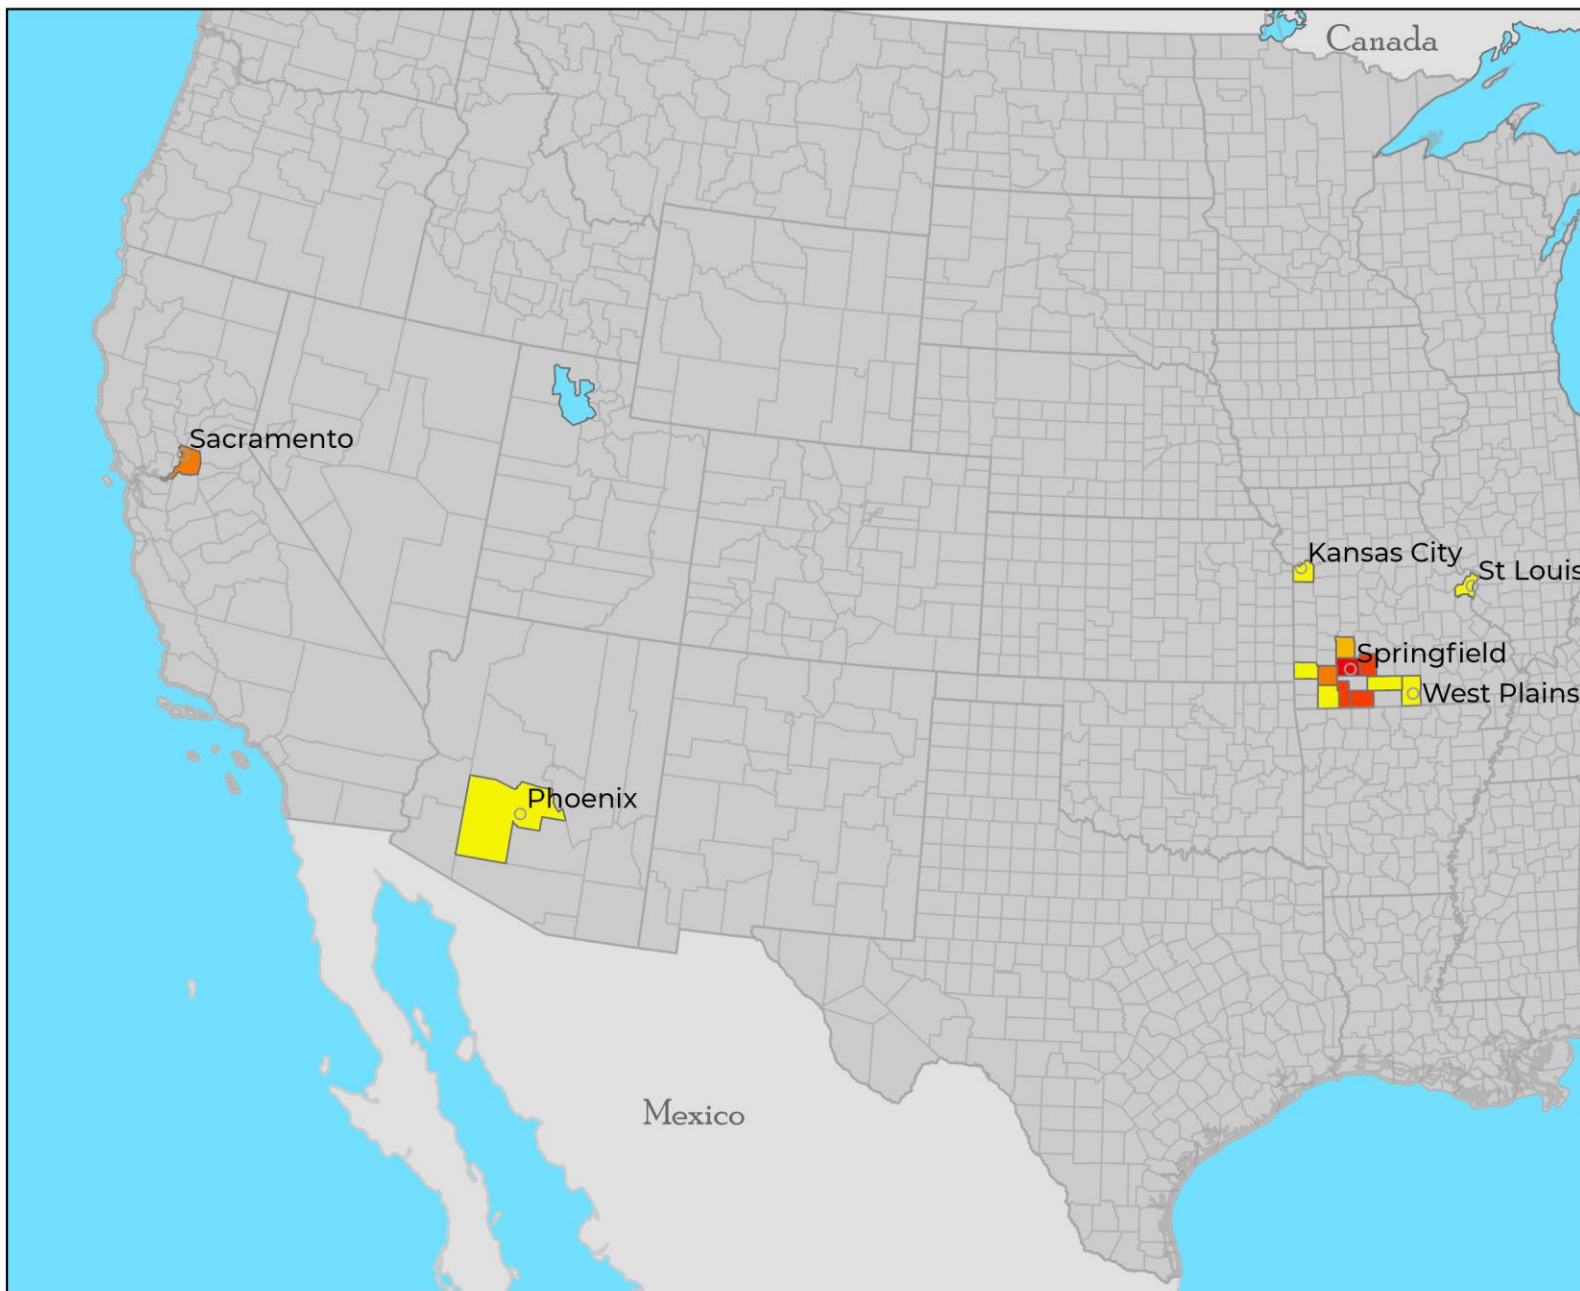 Canada
Sacramento
Kansas City
St Louis
Springfield
West Plains
Phoenix
Mexico